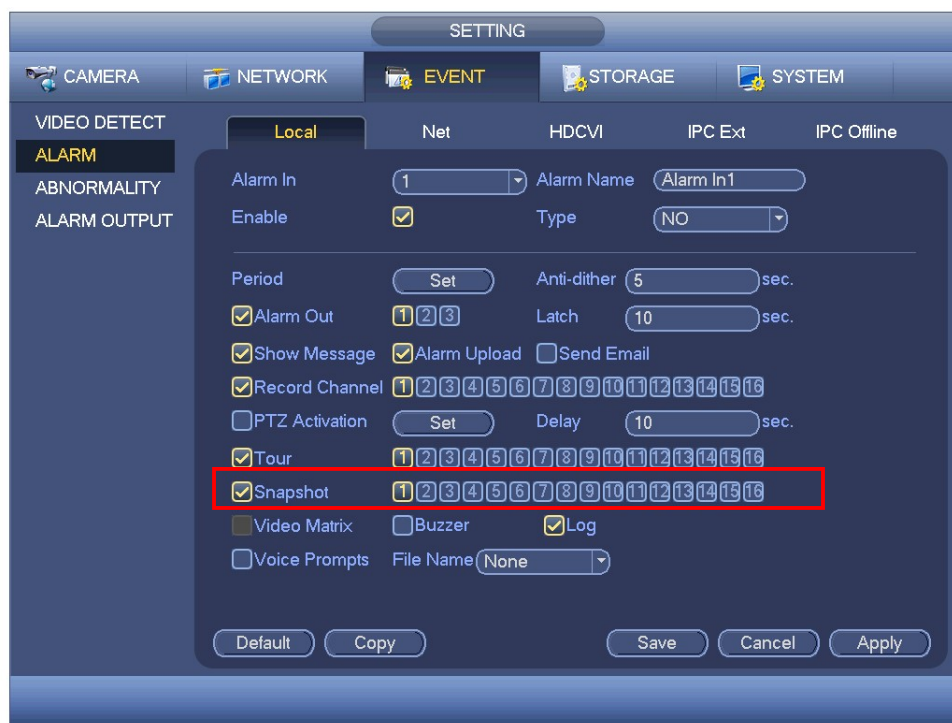 SETTING
CAMERA NETWORK EVENT STORAGE SYSTEM
VIDEO DETECT
ALARM
ABNORMALITY
ALARM OUTPUT
Local Net HDCVI IPC Ext IPC Offline
Alarm In 1 Alarm Name Alarm In1
Enable Type NO
Period Set Anti-dither 5 sec.
Alarm Out 1 2 3 Latch 10 sec.
Show Message Alarm Upload Send Email
Record Channel 1 2 3 4 5 6 7 8 9 10 11 12 13 14 15 16
PTZ Activation Set Delay 10 sec.
Tour 1 2 3 4 5 6 7 8 9 10 11 12 13 14 15 16
Snapshot 1 2 3 4 5 6 7 8 9 10 11 12 13 14 15 16
Video Matrix Buzzer Log
Voice Prompts File Name None
Default Copy Save Cancel Apply